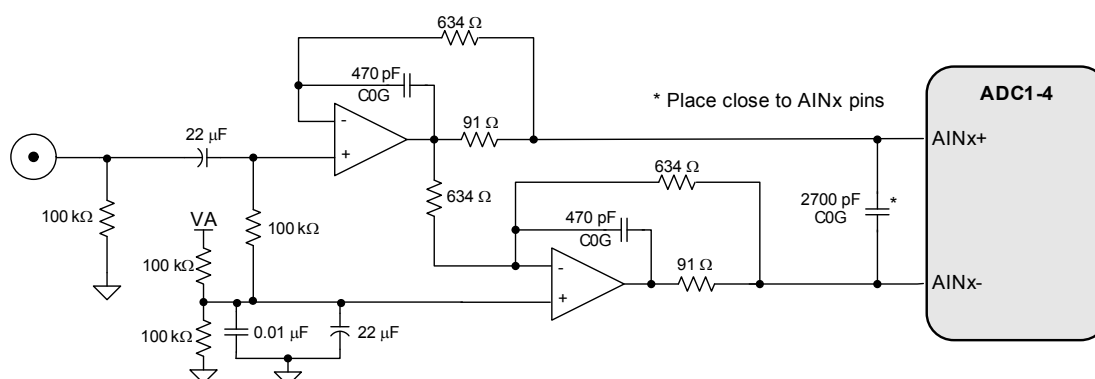 634 Ω
470 pF
C0G
* Place close to AINx pins
ADC1-4
-
+
91 Ω
AINx+
22 µF
634 Ω
634 Ω
2700 pF
C0G
*
100 kΩ
VA
100 kΩ
470 pF
C0G
100 kΩ
-
+
91 Ω
AINx-
100 kΩ
0.01 µF
22 µF